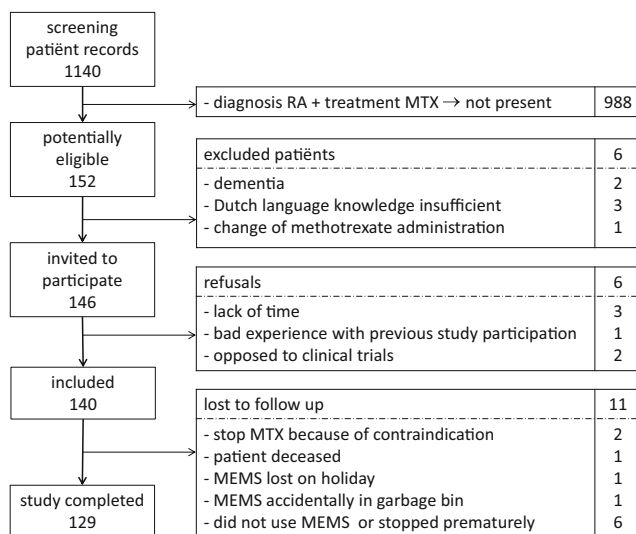 screening
patiënt records
1140
- diagnosis RA + treatment MTX → not present 988
potentially
eligible
152
excluded patiënts 6
- dementia 2
- Dutch language knowledge insufficient 3
- change of methotrexate administration 1
invited to
participate
146
refusals 6
- lack of time 3
- bad experience with previous study participation 1
- opposed to clinical trials 2
included
140
lost to follow up 11
- stop MTX because of contraindication 2
- patient deceased 1
- MEMS lost on holiday 1
- MEMS accidentally in garbage bin 1
- did not use MEMS or stopped prematurely 6
study completed
129